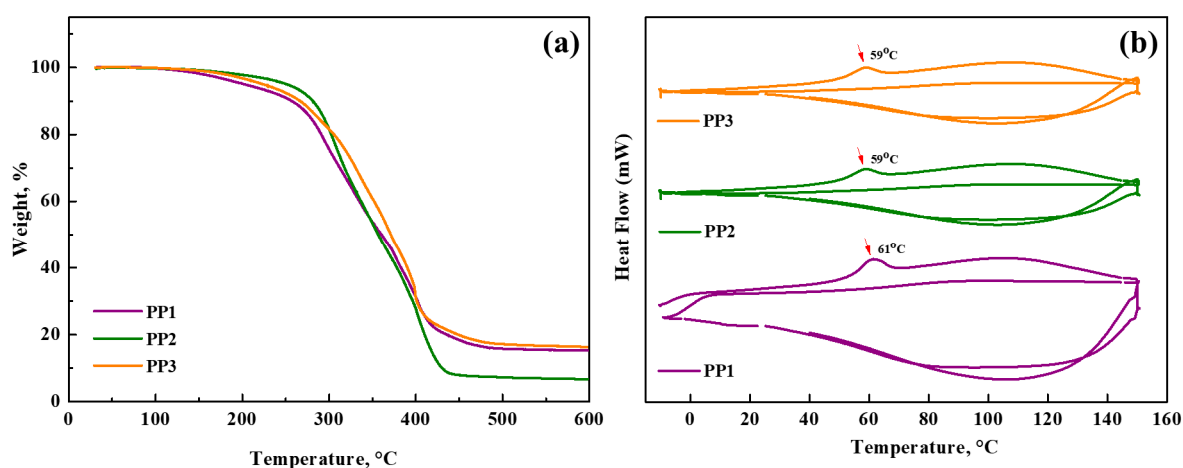 (a)
100
80
60
40
20
0
Weight, %
PP1
PP2
PP3
0 100 200 300 400 500 600
Temperature, °C
(b)
59°C
PP3
59°C
PP2
61°C
PP1
Heat Flow (mW)
0 20 40 60 80 100 120 140 160
Temperature, °C